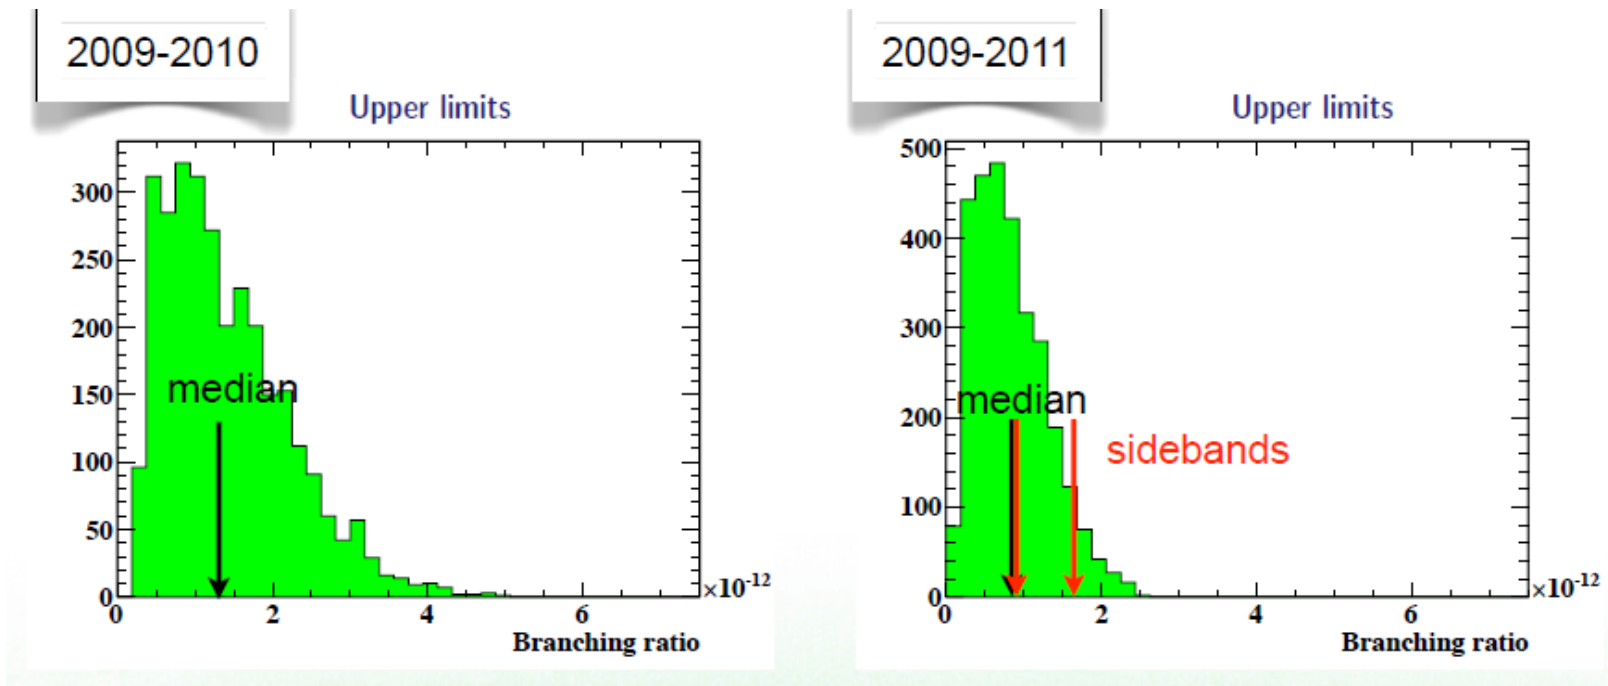 2009-2010
Upper limits
300
250
200
150
100
50
0
median
0 2 4 6
×10-12
Branching ratio
2009-2011
Upper limits
500
400
300
200
100
0
median
sidebands
0 2 4 6
×10-12
Branching ratio